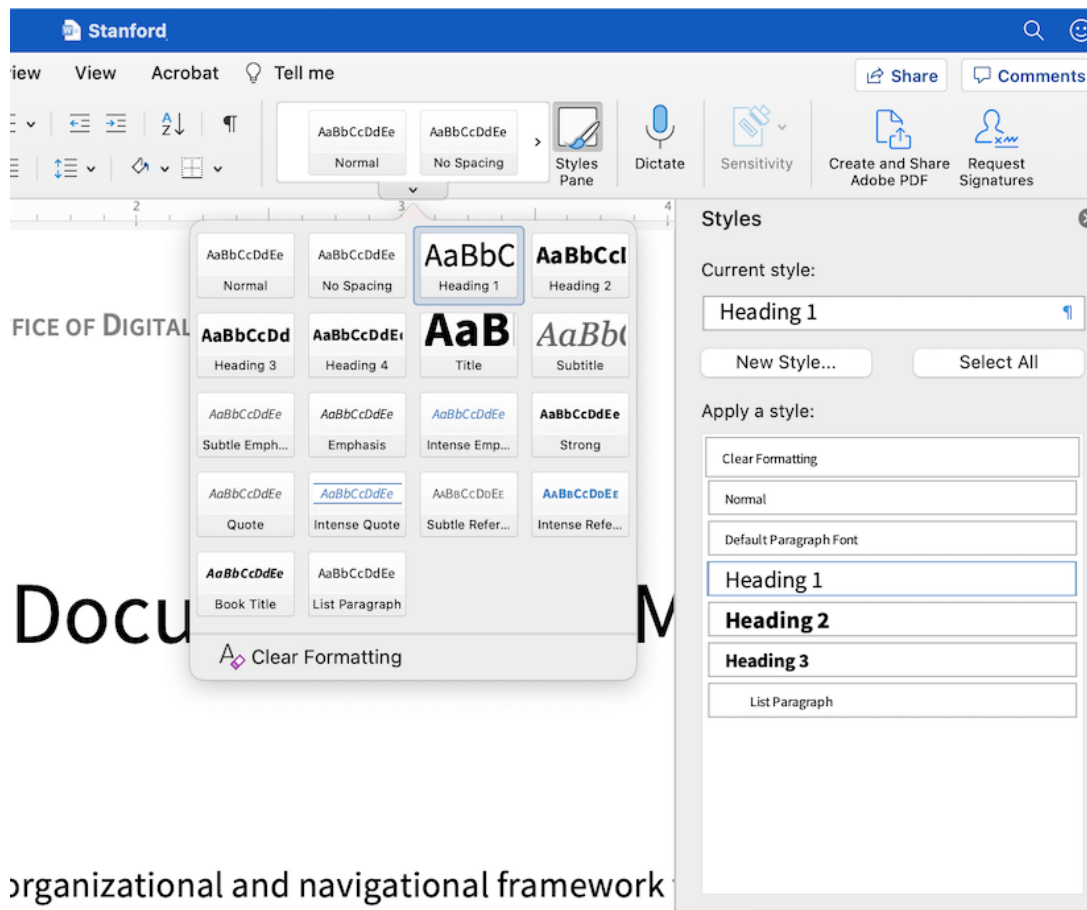 Stanford
iew View Acrobat Tell me
Share Comments
AaBbCcDdEe AaBbCcDdEe
Normal No Spacing
Styles Pane
Dictate
Sensitivity
Create and Share Adobe PDF
Request Signatures
2 3 4
AaBbCcDdEe AaBbCcDdEe AaBbC AaBbCcI
Normal No Spacing Heading 1 Heading 2
AaBbCcDd AaBbCcDdE AaB AaBb
Heading 3 Heading 4 Title Subtitle
AaBbCcDdEe AaBbCcDdEe AaBbCcDdEe AaBbCcDdEe
Subtle Emph... Emphasis Intense Emp... Strong
AaBbCcDdEe AaBbCcDdEe AABBCCDDEE AABBCCDDEE
Quote Intense Quote Subtle Refer... Intense Refe...
AaBbCcDdEe AaBbCcDdEe
Book Title List Paragraph
Clear Formatting
FICE OF DIGITAL
Docu M
organizational and navigational framework
Styles
Current style:
Heading 1
New Style... Select All
Apply a style:
Clear Formatting
Normal
Default Paragraph Font
Heading 1
Heading 2
Heading 3
List Paragraph